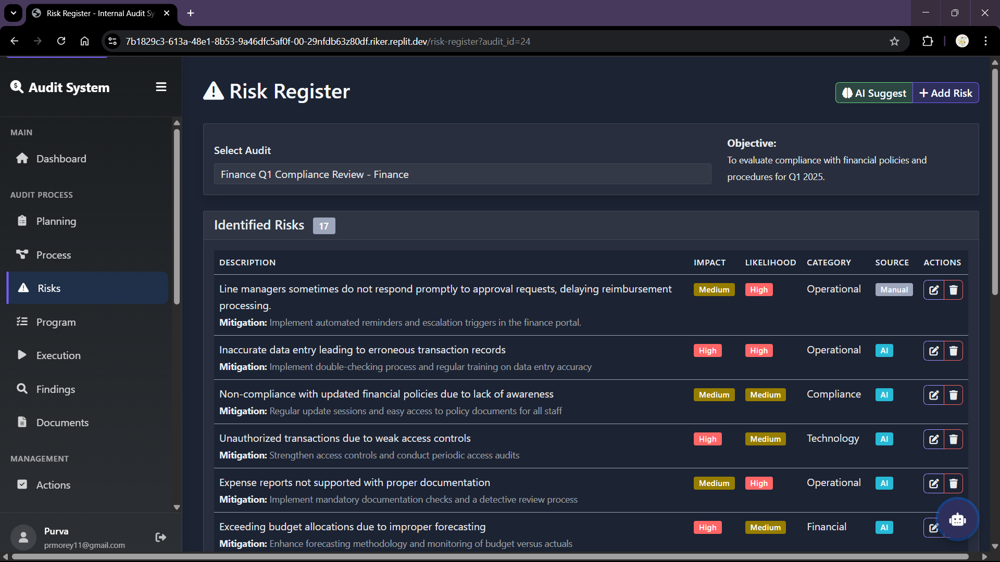 Risk Register - Internal Audit Sy
7b1829c3-613a-48e1-8b53-9a46dfc5af0f-00-29nfdb63z80df.riker.replit.dev/risk-register?audit_id=24
Audit System
MAIN
Dashboard
AUDIT PROCESS
Planning
Process
Risks
Program
Execution
Findings
Documents
MANAGEMENT
Actions
Purva
prmorey11@gmail.com
Risk Register
AI Suggest
Add Risk
Select Audit
Finance Q1 Compliance Review - Finance
Objective:
To evaluate compliance with financial policies and
procedures for Q1 2025.
Identified Risks 17
DESCRIPTION IMPACT LIKELIHOOD CATEGORY SOURCE ACTIONS
Line managers sometimes do not respond promptly to approval requests, delaying reimbursement Medium High Operational Manual
processing.
Mitigation: Implement automated reminders and escalation triggers in the finance portal.
Inaccurate data entry leading to erroneous transaction records High High Operational AI
Mitigation: Implement double-checking process and regular training on data entry accuracy
Non-compliance with updated financial policies due to lack of awareness Medium Medium Compliance AI
Mitigation: Regular update sessions and easy access to policy documents for all staff
Unauthorized transactions due to weak access controls High Medium Technology AI
Mitigation: Strengthen access controls and conduct periodic access audits
Expense reports not supported with proper documentation Medium High Operational AI
Mitigation: Implement mandatory documentation checks and a detective review process
Exceeding budget allocations due to improper forecasting High Medium Financial AI
Mitigation: Enhance forecasting methodology and monitoring of budget versus actuals